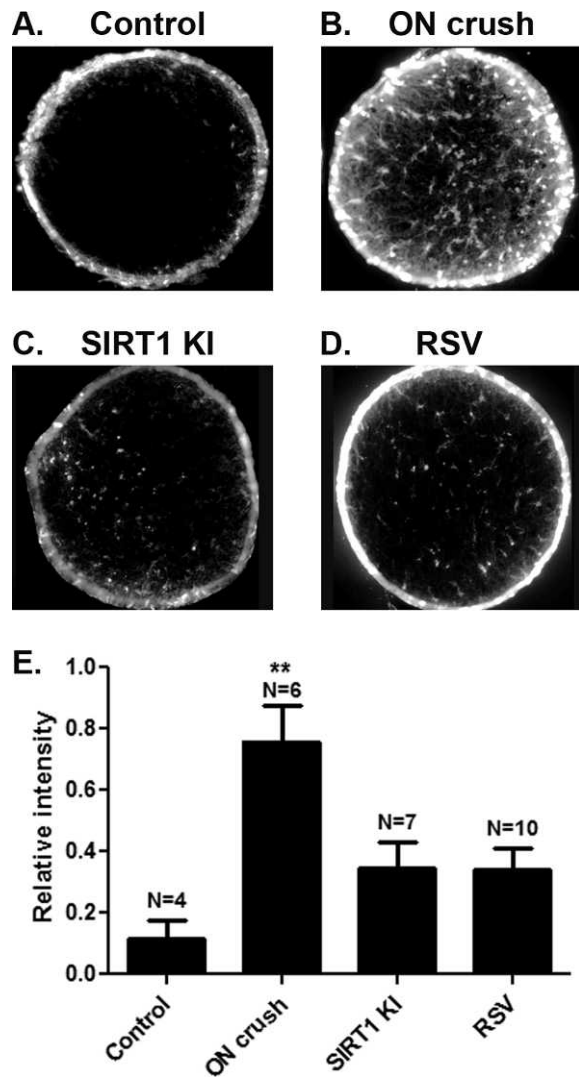 A. Control
B. ON crush
C. SIRT1 KI
D. RSV
E.
Relative intensity
1.0
0.8
0.6
0.4
0.2
0.0
N=4
**
N=6
N=7
N=10
Control
ON crush
SIRT1 KI
RSV